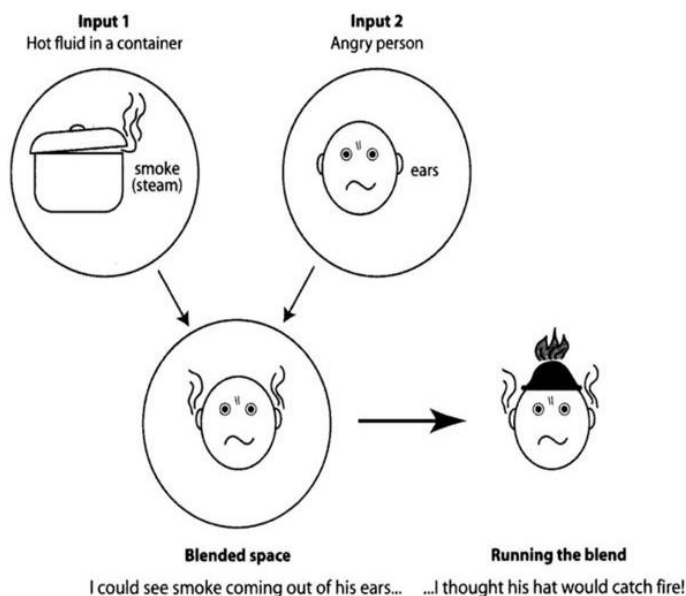 Input 1
Hot fluid in a container
Input 2
Angry person
smoke
(steam)
ears
Blended space
I could see smoke coming out of his ears...
Running the blend
...I thought his hat would catch fire!